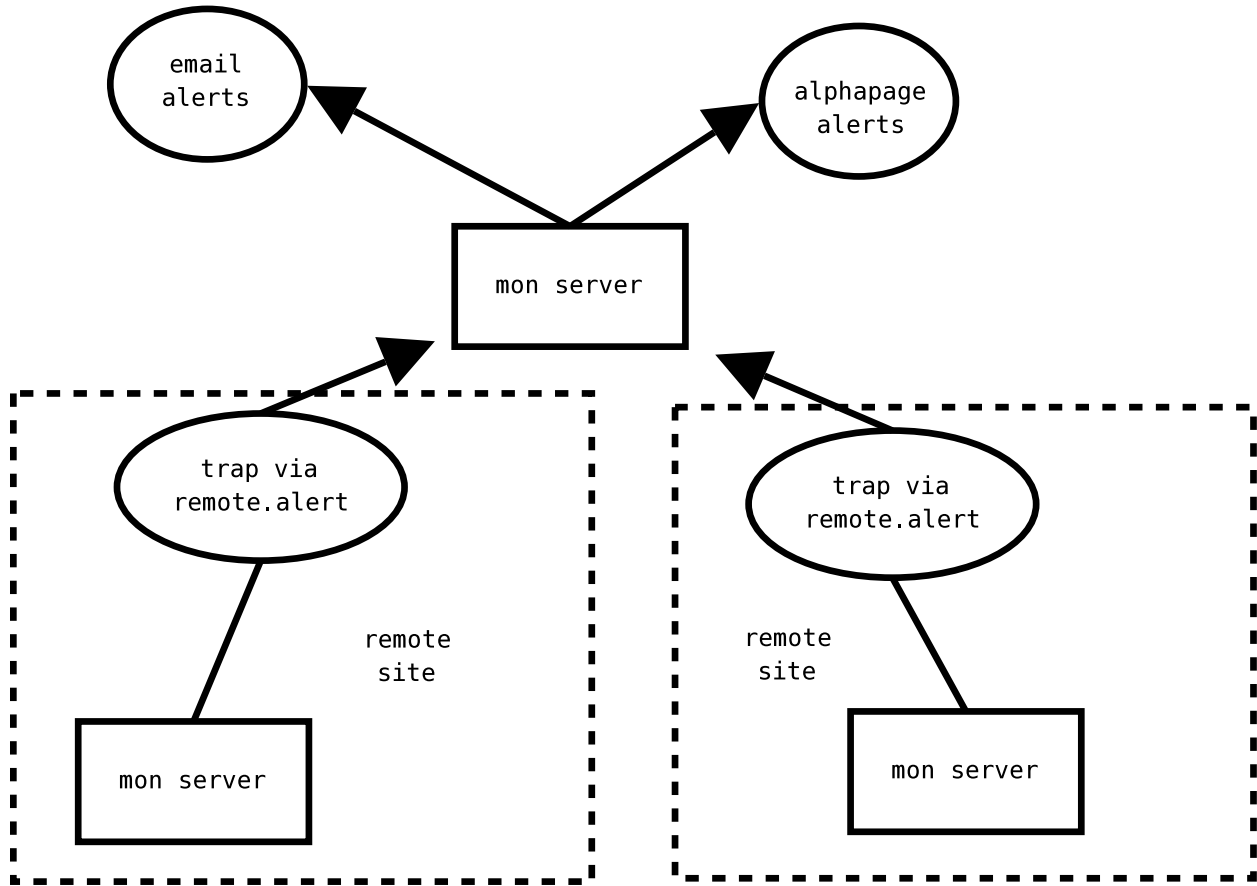 email
alerts
alphapage
alerts
mon server
trap via
remote.alert
trap via
remote.alert
remote
site
remote
site
mon server
mon server